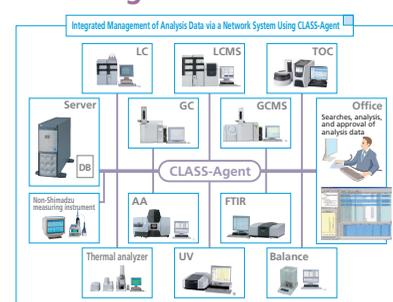 Integrated Management of Analysis Data via a Network System Using CLASS-Agent
LC
LCMS
TOC
Server
DB
GC
GCMS
Office
Searches, analysis,
and approval of
analysis data
CLASS-Agent
Non-Shimadzu
measuring instrument
AA
FTIR
Thermal analyzer
UV
Balance